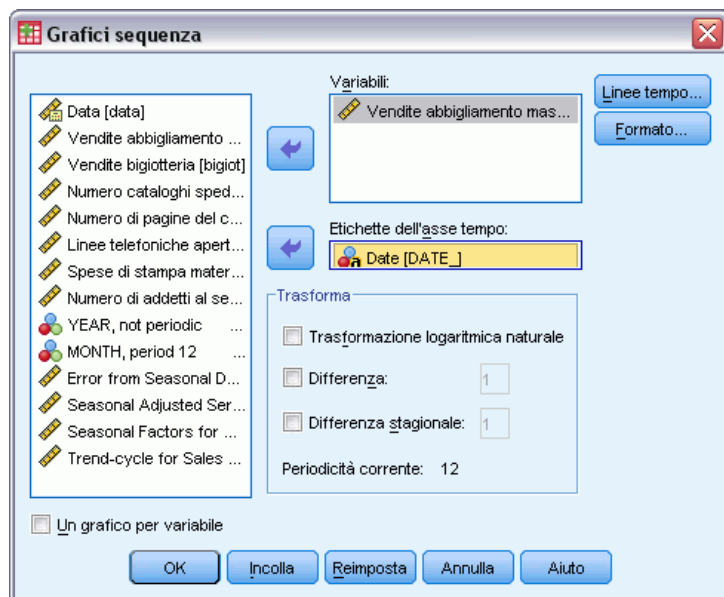 Grafici sequenza
Data [data]
Vendite abbigliamento ...
Vendite bigiotteria [bigiot]
Numero cataloghi sped...
Numero di pagine del c...
Linee telefoniche apert...
Spese di stampa mater...
Numero di addetti al se...
YEAR, not periodic ...
MONTH, period 12 ...
Error from Seasonal D...
Seasonal Adjusted Ser...
Seasonal Factors for ...
Trend-cycle for Sales ...
Un grafico per variabile
Variabili:
Vendite abbigliamento mas...
Etichette dell'asse tempo:
Date [DATE_]
Trasforma
Trasformazione logaritmica naturale
Differenza: 1
Differenza stagionale: 1
Periodicità corrente: 12
Linee tempo...
Formato...
OK
Incolla
Reimposta
Annulla
Aiuto